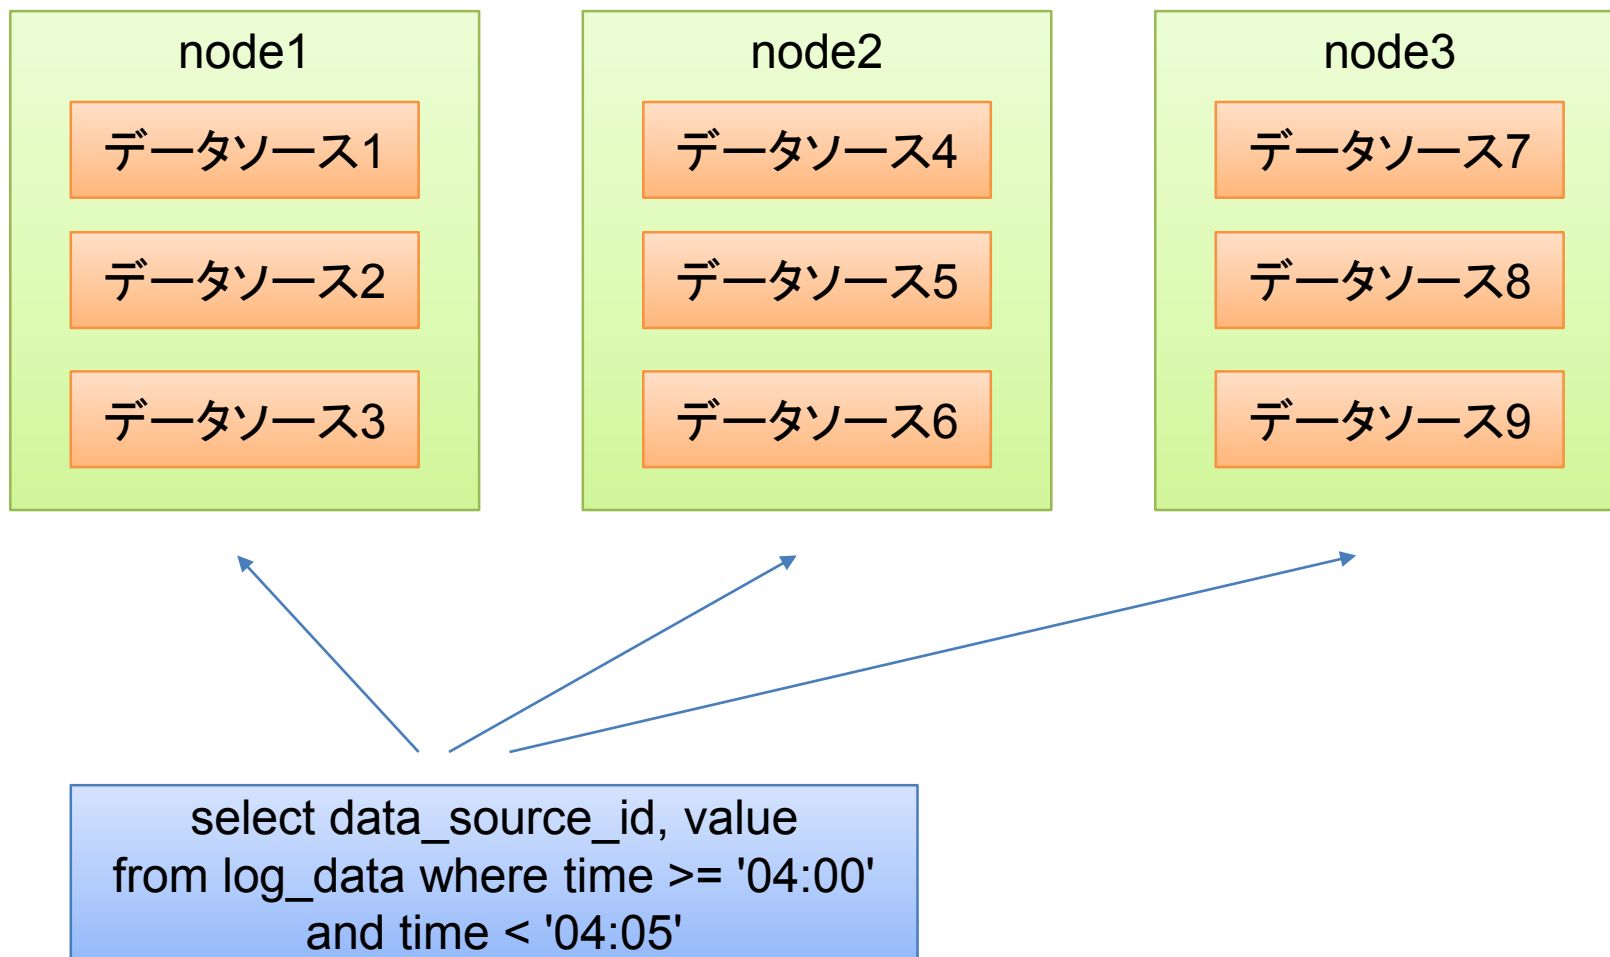 node1
データソース1
データソース2
データソース3
node2
データソース4
データソース5
データソース6
node3
データソース7
データソース8
データソース9
select data_source_id, value
from log_data where time >= '04:00'
and time < '04:05'